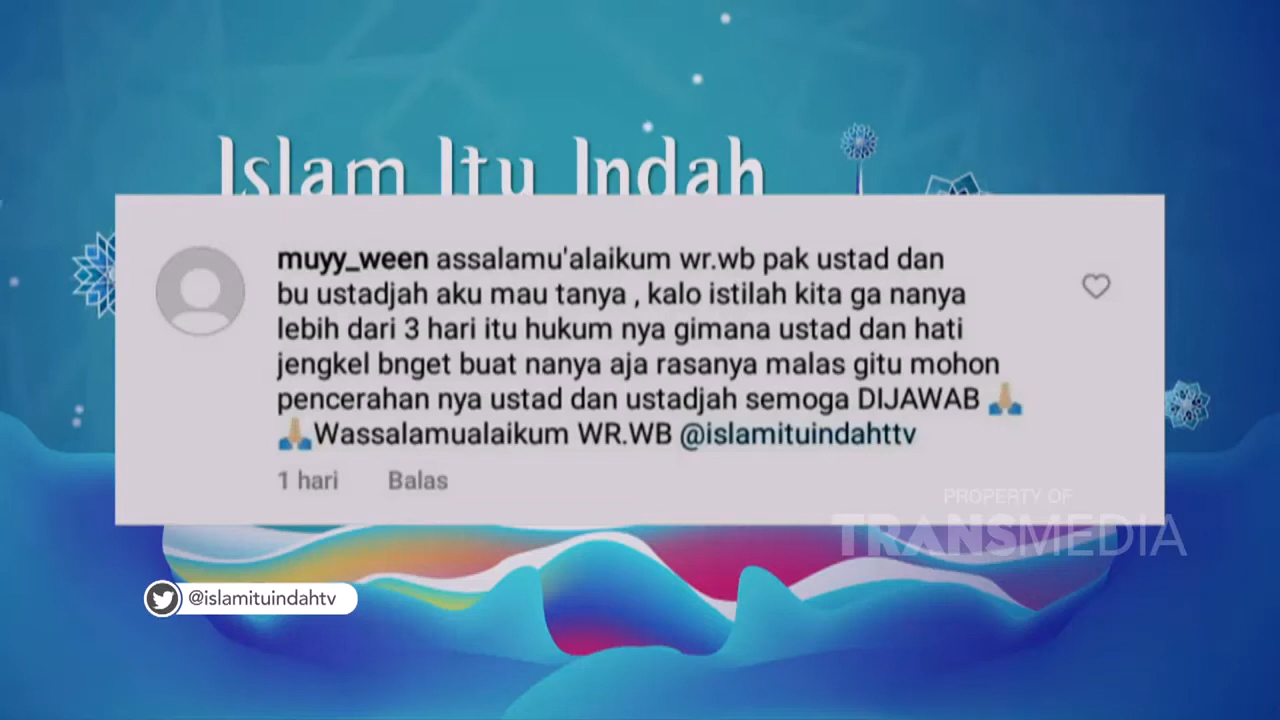 Islam Itu Indah
muyy_ween assalamu'alaikum wr.wb pak ustad dan
bu ustadjah aku mau tanya , kalo istilah kita ga nanya
lebih dari 3 hari itu hukum nya gimana ustad dan hati
jengkel bnget buat nanya aja rasanya malas gitu mohon
pencerahan nya ustad dan ustadjah semoga DIJAWAB 🙏🏼
🙏🏼Wassalamualaikum WR.WB @islamituindahttv
1 hari Balas
PROPERTY OF
TRANSMEDIA
@islamituindahtv